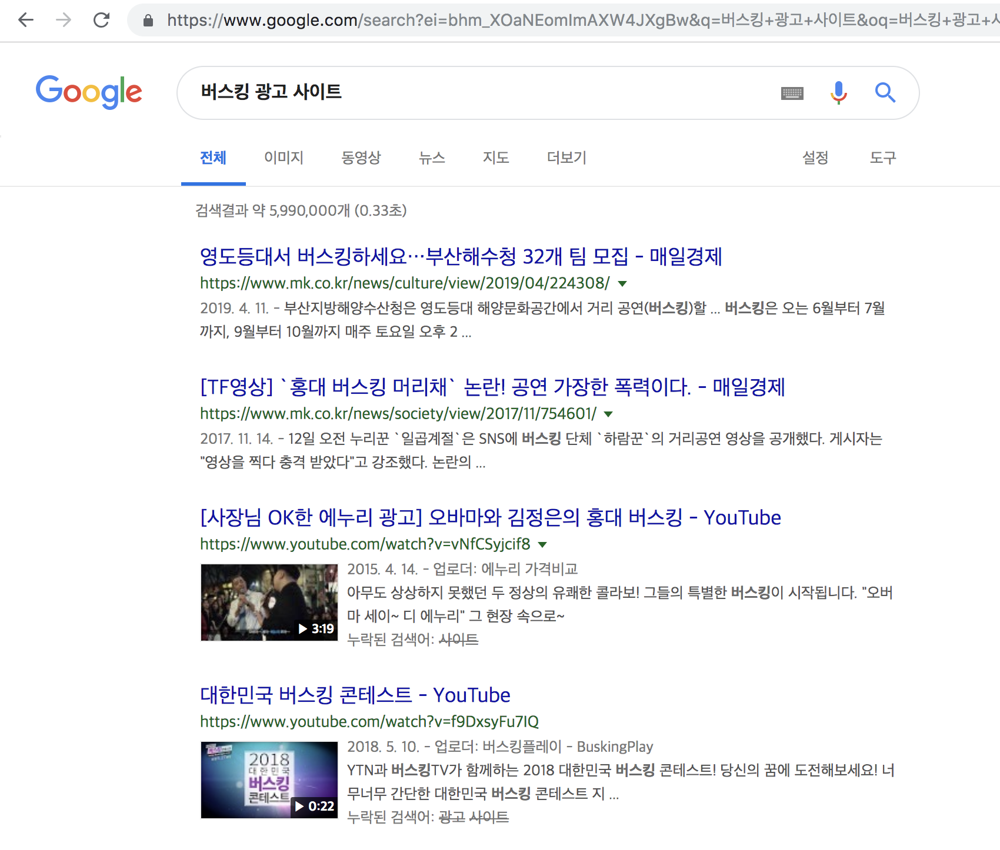 https://www.google.com/search?ei=bhm_XOaNEomImAXW4JXgBw&q=버스킹+광고+사이트&oq=버스킹+광고+
Google
버스킹 광고 사이트
전체 이미지 동영상 뉴스 지도 더보기 설정 도구
검색결과 약 5,990,000개 (0.33초)
영도등대서 버스킹하세요…부산해수청 32개 팀 모집 - 매일경제
https://www.mk.co.kr/news/culture/view/2019/04/224308/
2019. 4. 11. - 부산지방해양수산청은 영도등대 해양문화공간에서 거리 공연(버스킹)할 ... 버스킹은 오는 6월부터 7월
까지, 9월부터 10월까지 매주 토요일 오후 2 ...
[TF영상] `홍대 버스킹 머리채` 논란! 공연 가장한 폭력이다. - 매일경제
https://www.mk.co.kr/news/society/view/2017/11/754601/
2017. 11. 14. - 12일 오전 누리꾼 `일곱계절`은 SNS에 버스킹 단체 `하람꾼`의 거리공연 영상을 공개했다. 게시자는
"영상을 찍다 충격 받았다"고 강조했다. 논란의 ...
[사장님 OK한 에누리 광고] 오바마와 김정은의 홍대 버스킹 - YouTube
https://www.youtube.com/watch?v=vNfCSyjcif8
2015. 4. 14. - 업로더: 에누리 가격비교
아무도 상상하지 못했던 두 정상의 유쾌한 콜라보! 그들의 특별한 버스킹이 시작됩니다. "오버
마 세이~ 디 에누리" 그 현장 속으로~
3:19
누락된 검색어: 사이트
대한민국 버스킹 콘테스트 - YouTube
https://www.youtube.com/watch?v=f9DxsyFu7IQ
2018. 5. 10. - 업로더: 버스킹플레이 - BuskingPlay
YTN과 버스킹TV가 함께하는 2018 대한민국 버스킹 콘테스트! 당신의 꿈에 도전해보세요! 너
무너무 간단한 대한민국 버스킹 콘테스트 지 ...
누락된 검색어: 광고 사이트
2018
대한민국
버스킹
콘테스트
0:22